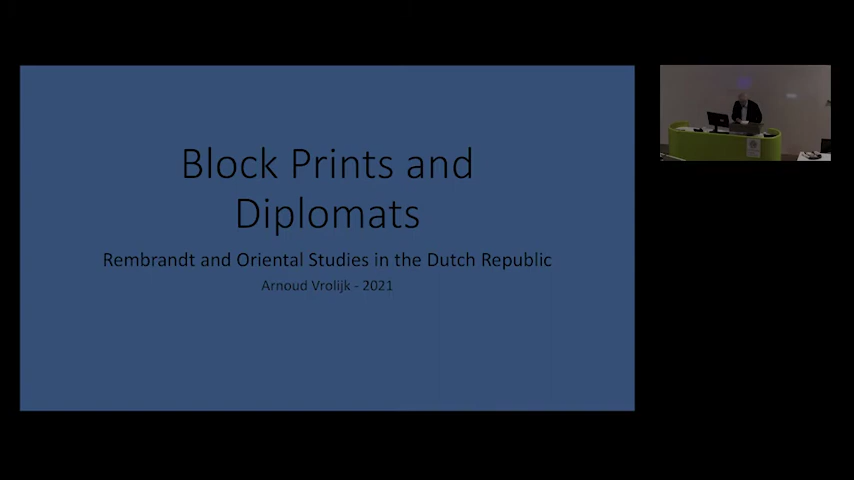 Block Prints and
Diplomats
Rembrandt and Oriental Studies in the Dutch Republic
Arnoud Vrolijk - 2021